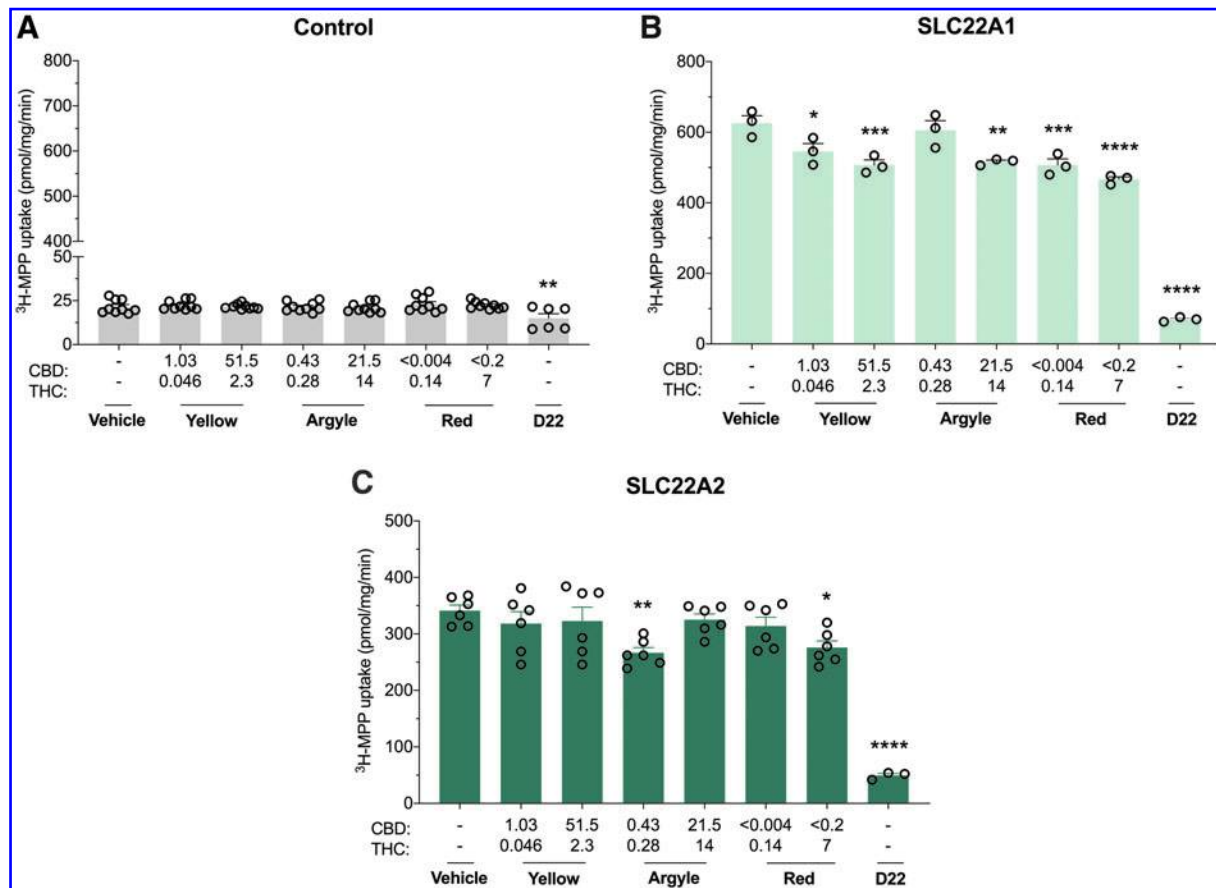 A
Control
³H-MPP uptake (pmol/mg/min)
800
700
600
500
400
50
25
0
**
CBD: - 1.03 51.5 0.43 21.5 <0.004 <0.2 -
THC: - 0.046 2.3 0.28 14 0.14 7 -
Vehicle Yellow Argyle Red D22
B
SLC22A1
³H-MPP uptake (pmol/mg/min)
800
600
400
200
0
* *** ** *** **** ****
CBD: - 1.03 51.5 0.43 21.5 <0.004 <0.2 -
THC: - 0.046 2.3 0.28 14 0.14 7 -
Vehicle Yellow Argyle Red D22
C
SLC22A2
³H-MPP uptake (pmol/mg/min)
500
400
300
200
100
0
** * ****
CBD: - 1.03 51.5 0.43 21.5 <0.004 <0.2 -
THC: - 0.046 2.3 0.28 14 0.14 7 -
Vehicle Yellow Argyle Red D22